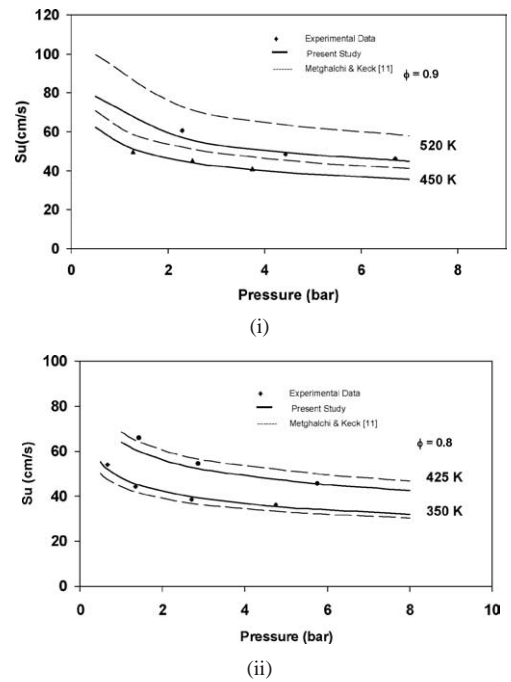 (i)
120
100
80
60
40
20
0
Su(cm/s)
Experimental Data
Present Study
Metghalchi & Keck [11]
ϕ = 0.9
520 K
450 K
0 2 4 6 8
Pressure (bar)
(i)
100
80
60
40
20
0
Su (cm/s)
Experimental Data
Present Study
Metghalchi & Keck [11]
ϕ = 0.8
425 K
350 K
0 2 4 6 8 10
Pressure (bar)
(ii)